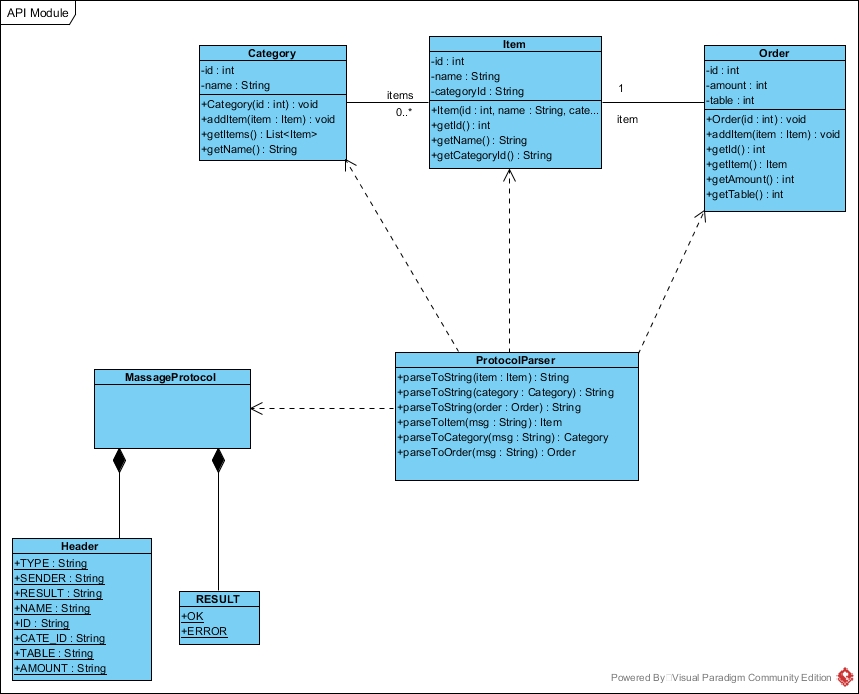 API Module
Category
-id : int
-name : String
+Category(id : int) : void
+addItem(item : Item) : void
+getItems() : List<Item>
+getName() : String
items
0..*
Item
-id : int
-name : String
-categoryId : String
+Item(id : int, name : String, cate...
+getId() : int
+getName() : String
+getCategoryId() : String
1
item
Order
-id : int
-amount : int
-table : int
+Order(id : int) : void
+addItem(item : Item) : void
+getId() : int
+getItem() : Item
+getAmount() : int
+getTable() : int
MassageProtocol
ProtocolParser
+parseToString(item : Item) : String
+parseToString(category : Category) : String
+parseToString(order : Order) : String
+parseToItem(msg : String) : Item
+parseToCategory(msg : String) : Category
+parseToOrder(msg : String) : Order
Header
+TYPE : String
+SENDER : String
+RESULT : String
+NAME : String
+ID : String
+CATE_ID : String
+TABLE : String
+AMOUNT : String
RESULT
+OK
+ERROR
Powered By Visual Paradigm Community Edition